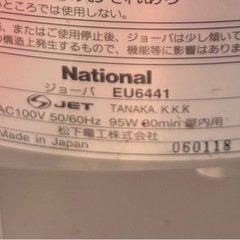 いところでは使用しない。
、または、ご使用停止後、ジョーバは少し傾いて
の構造上発生するもので、機能等に影響はありま
National
ジョーバ EU6441
JET TANAKA K.K.K
AC100V 50/60Hz 95W 30min 屋内用
松下電工株式会社
Made in Japan 060118